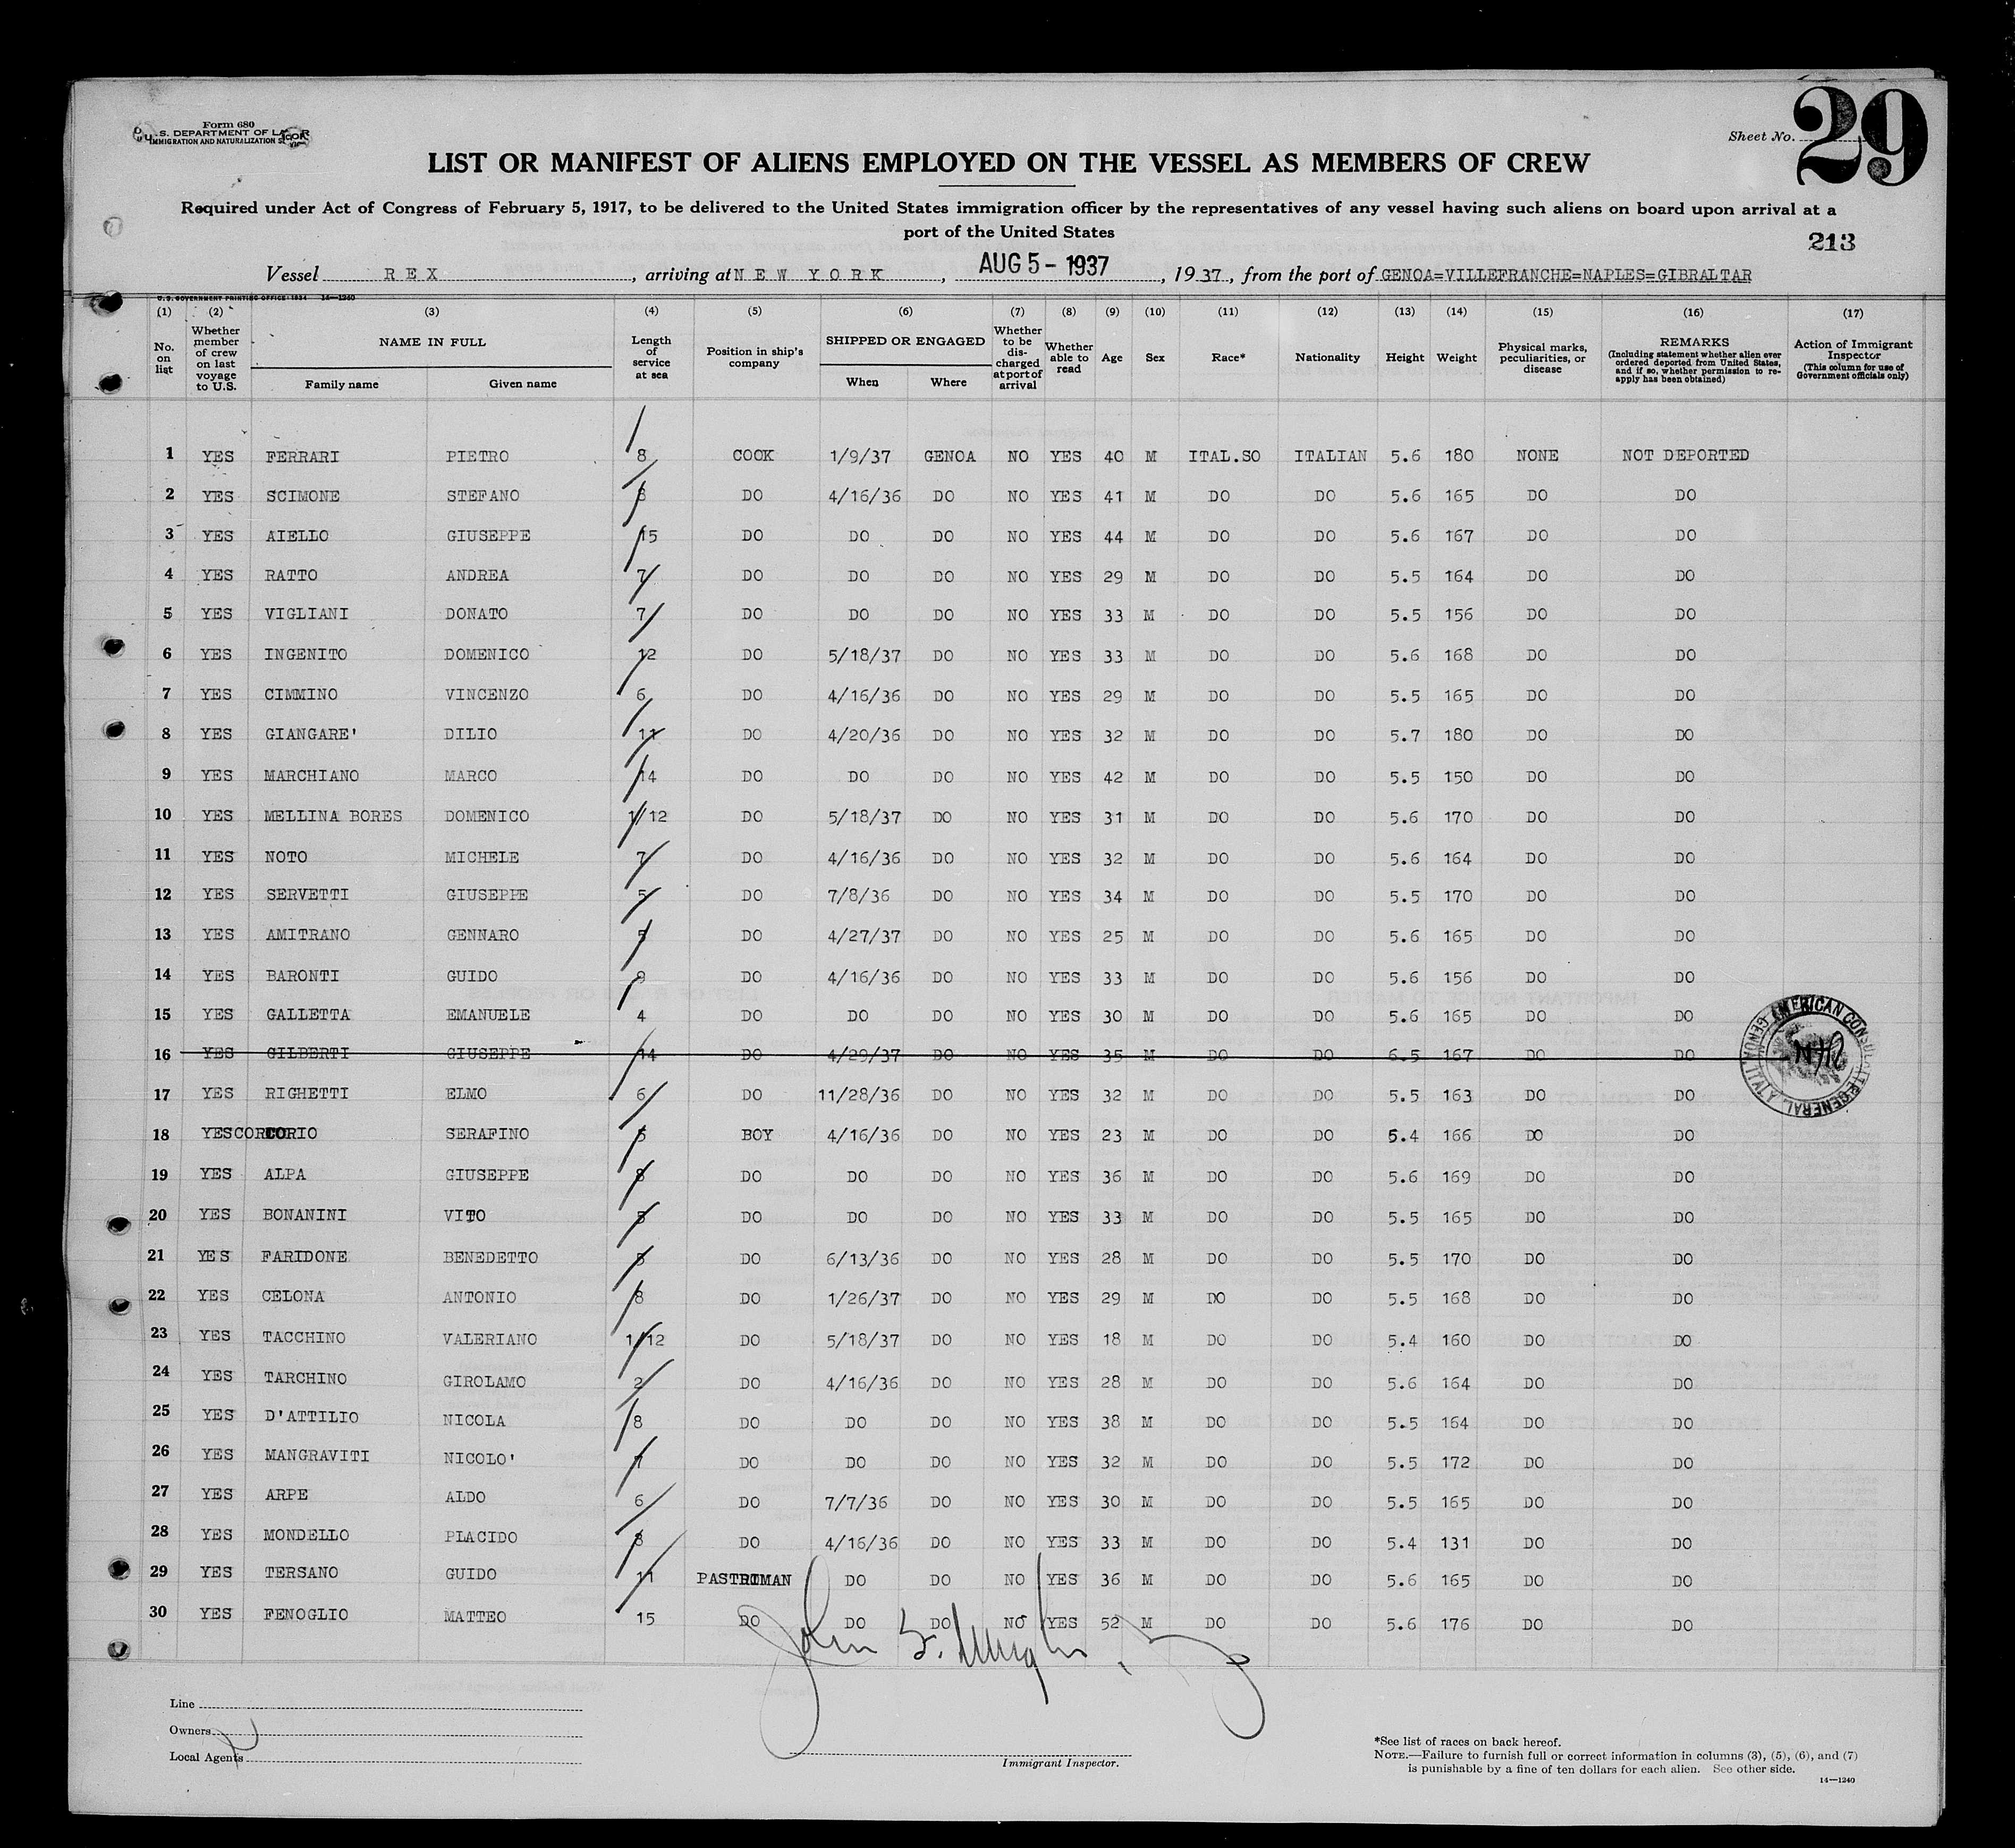 Form 680
U. S. DEPARTMENT OF LABOR
IMMIGRATION AND NATURALIZATION
Sheet No. 29
LIST OR MANIFEST OF ALIENS EMPLOYED ON THE VESSEL AS MEMBERS OF CREW
Required under Act of Congress of February 5, 1917, to be delivered to the United States immigration officer by the representatives of any vessel having such aliens on board upon arrival at a
port of the United States
213
Vessel REX, arriving at NEW YORK, AUG 5 - 1937, 1937, from the port of GENOA=VILLEFRANCHE=NAPLES=GIBRALTAR
U. S. GOVERNMENT PRINTING OFFICE: 1934 14—1240
(1) (2) (3) (4) (5) (6) (7) (8) (9) (10) (11) (12) (13) (14) (15) (16) (17)
No. on list
Whether member of crew on last voyage to U.S.
NAME IN FULL
Family name Given name
Length of service at sea
Position in ship's company
SHIPPED OR ENGAGED
When Where
Whether to be discharged at port of arrival
Whether able to read
Age
Sex
Race*
Nationality
Height
Weight
Physical marks, peculiarities, or disease
REMARKS
(Including statement whether alien ever ordered deported from United States, and if so, whether permission to reapply has been obtained)
Action of Immigrant Inspector
(This column for use of Government officials only)
1 YES FERRARI PIETRO 8 COOK 1/9/37 GENOA NO YES 40 M ITAL.SO ITALIAN 5.6 180 NONE NOT DEPORTED
2 YES SCIMONE STEFANO DO 4/16/36 DO NO YES 41 M DO DO 5.6 165 DO DO
3 YES AIELLO GIUSEPPE 15 DO DO DO NO YES 44 M DO DO 5.6 167 DO DO
4 YES RATTO ANDREA 7 DO DO DO NO YES 29 M DO DO 5.5 164 DO DO
5 YES VIGLIANI DONATO 7 DO DO DO NO YES 33 M DO DO 5.5 156 DO DO
6 YES INGENITO DOMENICO 12 DO 5/18/37 DO NO YES 33 M DO DO 5.6 168 DO DO
7 YES CIMMINO VINCENZO 6 DO 4/16/36 DO NO YES 29 M DO DO 5.5 165 DO DO
8 YES GIANGARE' DILIO 11 DO 4/20/36 DO NO YES 32 M DO DO 5.7 180 DO DO
9 YES MARCHIANO MARCO 14 DO DO DO NO YES 42 M DO DO 5.5 150 DO DO
10 YES MELLINA BORES DOMENICO 1/12 DO 5/18/37 DO NO YES 31 M DO DO 5.6 170 DO DO
11 YES NOTO MICHELE 7 DO 4/16/36 DO NO YES 32 M DO DO 5.6 164 DO DO
12 YES SERVETTI GIUSEPPE 5 DO 7/8/36 DO NO YES 34 M DO DO 5.5 170 DO DO
13 YES AMITRANO GENNARO 5 DO 4/27/37 DO NO YES 25 M DO DO 5.6 165 DO DO
14 YES BARONTI GUIDO 9 DO 4/16/36 DO NO YES 33 M DO DO 5.6 156 DO DO
15 YES GALLETTA EMANUELE 4 DO DO DO NO YES 30 M DO DO 5.6 165 DO DO
16 YES GILBERTI GIUSEPPE 14 DO 4/29/37 DO NO YES 35 M DO DO 6.5 167 DO DO
AMERICAN CONSULATE GENERAL GENOA, ITALY
17 YES RIGHETTI ELMO 6 DO 11/28/36 DO NO YES 32 M DO DO 5.5 163 DO DO
18 YES CORIO SERAFINO 5 BOY 4/16/36 DO NO YES 23 M DO DO 5.4 166 DO DO
19 YES ALPA GIUSEPPE 8 DO DO DO NO YES 36 M DO DO 5.6 169 DO DO
20 YES BONANINI VITO DO DO DO NO YES 33 M DO DO 5.5 165 DO DO
21 YES FARIDONE BENEDETTO DO 6/13/36 DO NO YES 28 M DO DO 5.5 170 DO DO
22 YES CELONA ANTONIO 8 DO 1/26/37 DO NO YES 29 M DO DO 5.5 168 DO DO
23 YES TACCHINO VALERIANO 1/12 DO 5/18/37 DO NO YES 18 M DO DO 5.4 160 DO DO
24 YES TARCHINO GIROLAMO 2 DO 4/16/36 DO NO YES 28 M DO DO 5.6 164 DO DO
25 YES D'ATTILIO NICOLA 8 DO DO DO NO YES 38 M DO DO 5.5 164 DO DO
26 YES MANGRAVITI NICOLO' 7 DO DO DO NO YES 32 M DO DO 5.5 172 DO DO
27 YES ARPE ALDO 6 DO 7/7/36 DO NO YES 30 M DO DO 5.5 165 DO DO
28 YES MONDELLO PLACIDO 8 DO 4/16/36 DO NO YES 33 M DO DO 5.4 131 DO DO
29 YES TERSANO GUIDO 11 PASTRIMAN DO DO NO YES 36 M DO DO 5.6 165 DO DO
30 YES FENOGLIO MATTEO 15 DO DO DO NO YES 52 M DO DO 5.6 176 DO DO
John
Line
Owners
Local Agents
Immigrant Inspector.
*See list of races on back hereof.
NOTE.—Failure to furnish full or correct information in columns (3), (5), (6), and (7)
is punishable by a fine of ten dollars for each alien. See other side.
14—1240